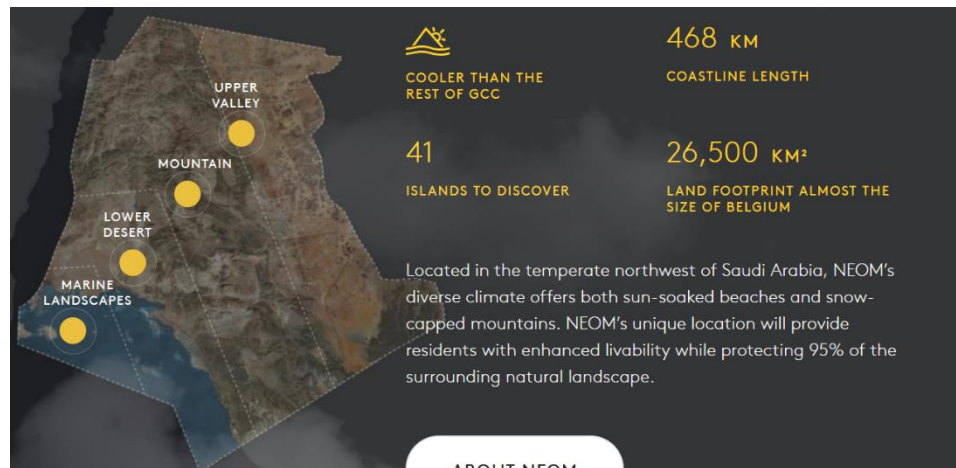 UPPER
VALLEY
MOUNTAIN
LOWER
DESERT
MARINE
LANDSCAPES
COOLER THAN THE
REST OF GCC
468 KM
COASTLINE LENGTH
41
ISLANDS TO DISCOVER
26,500 KM²
LAND FOOTPRINT ALMOST THE
SIZE OF BELGIUM
Located in the temperate northwest of Saudi Arabia, NEOM’s
diverse climate offers both sun-soaked beaches and snow-
capped mountains. NEOM’s unique location will provide
residents with enhanced livability while protecting 95% of the
surrounding natural landscape.
ABOUT NEOM